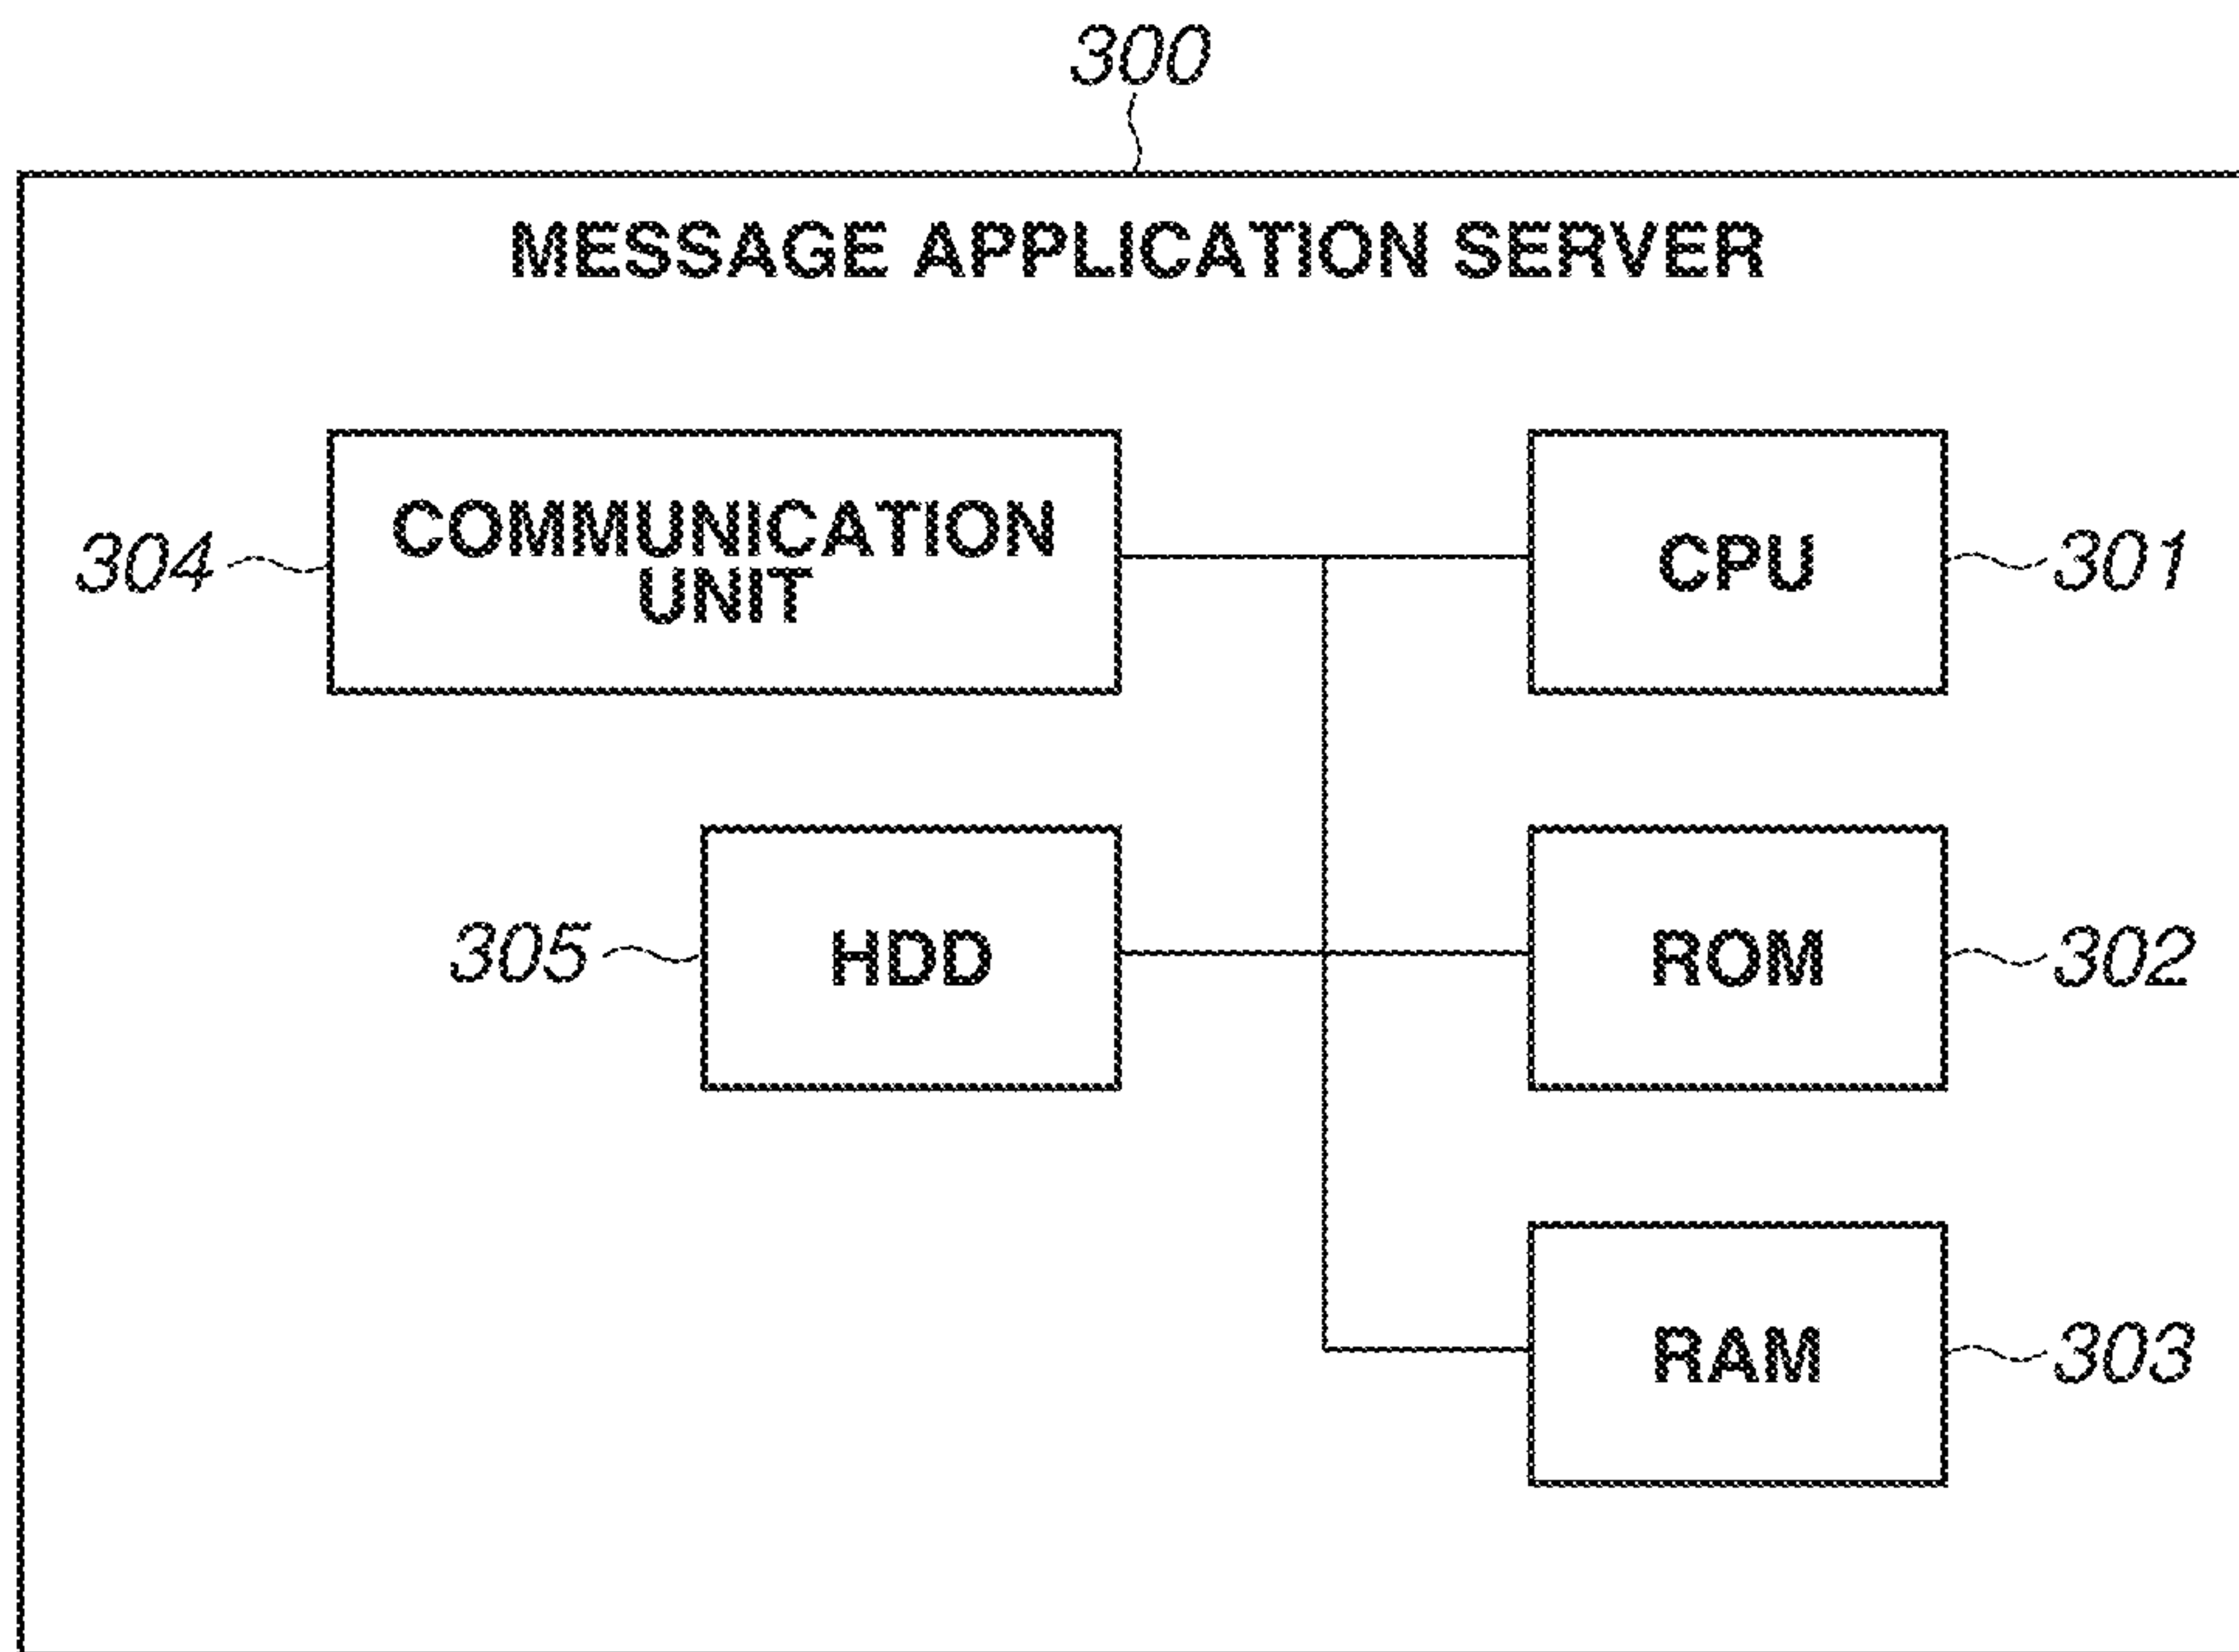 300
MESSAGE APPLICATION SERVER
304
COMMUNICATION
UNIT
CPU
301
305
HDD
ROM
302
RAM
303